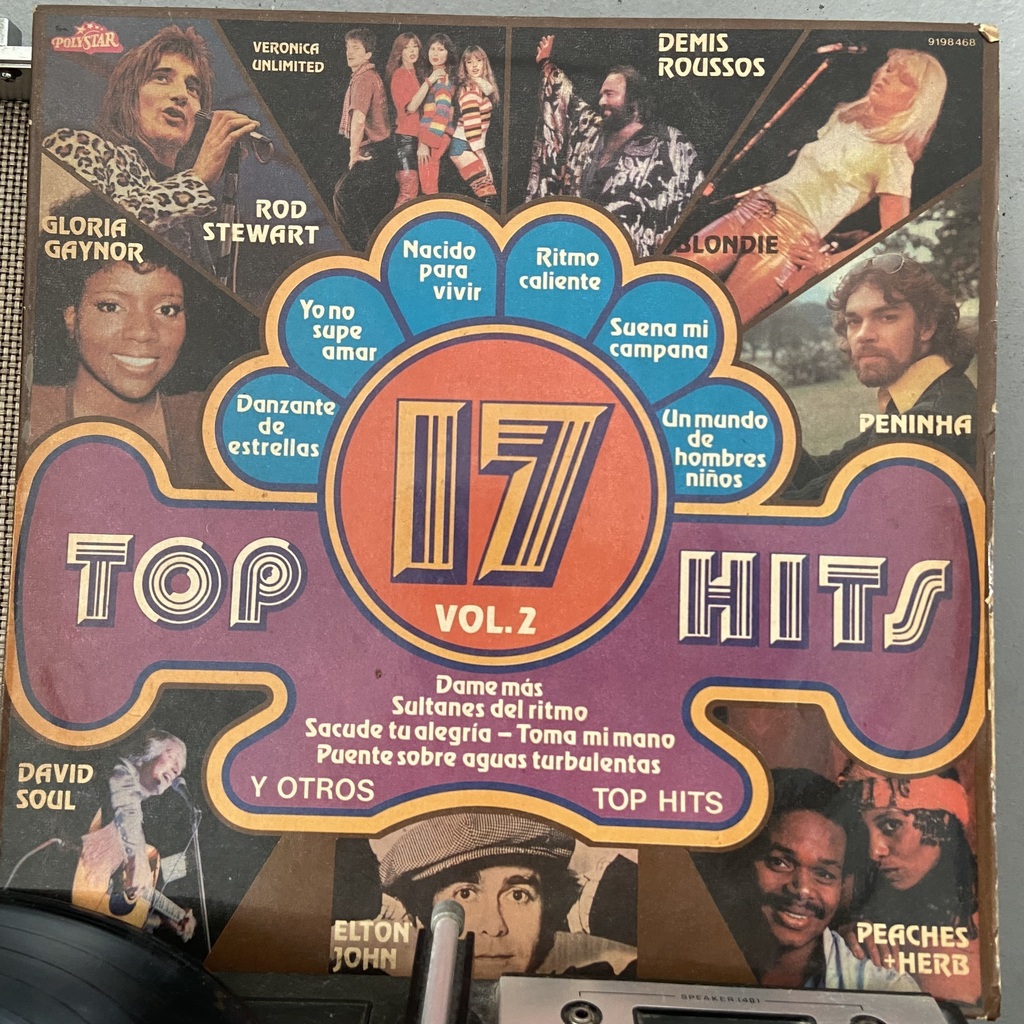 POLYSTAR
VERONICA
UNLIMITED
DEMIS
ROUSSOS
9198468
ROD
STEWART
GLORIA
GAYNOR
BLONDIE
PENINHA
Danzante
de
estrellas
Yo no
supe
amar
Nacido
para
vivir
Ritmo
caliente
Suena mi
campana
Un mundo
de
hombres
niños
TOP 17 HITS
VOL. 2
Dame más
Sultanes del ritmo
Sacude tu alegría – Toma mi mano
Puente sobre aguas turbulentas
Y OTROS TOP HITS
DAVID
SOUL
ELTON
JOHN
PEACHES
+HERB
SPEAKER (4Ω)